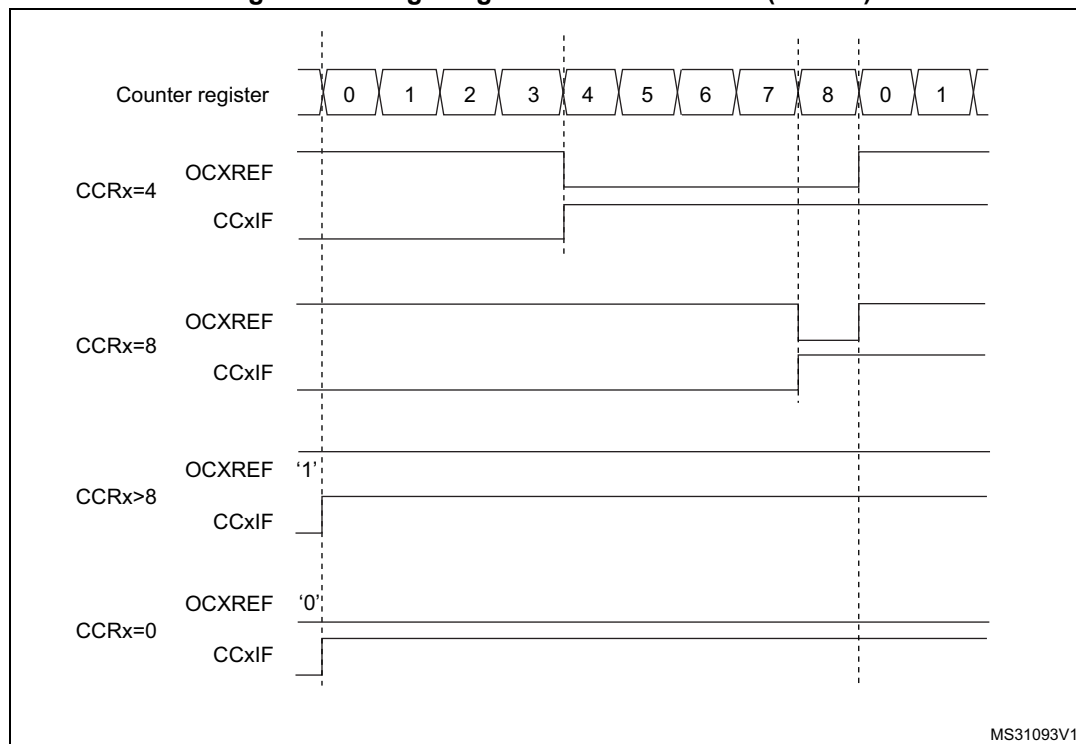 Counter register 0 1 2 3 4 5 6 7 8 0 1
OCXREF
CCRx=4
CCxIF
OCXREF
CCRx=8
CCxIF
OCXREF ‘1’
CCRx>8
CCxIF
OCXREF ‘0’
CCRx=0
CCxIF
MS31093V1